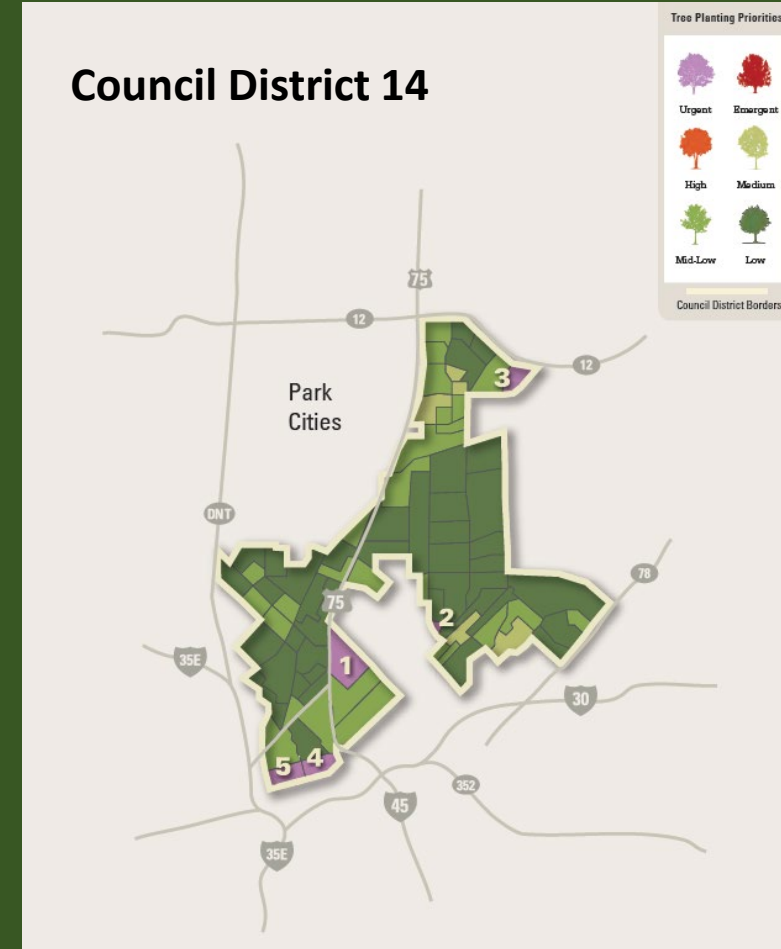 Tree Planting Priorities
Council District 14
Urgent
Emergent
High
Medium
Mid-Low
Low
Council District Borders
75
12
12
3
Park
Cities
DNT
78
75
2
35E
1
30
5
4
352
45
35E